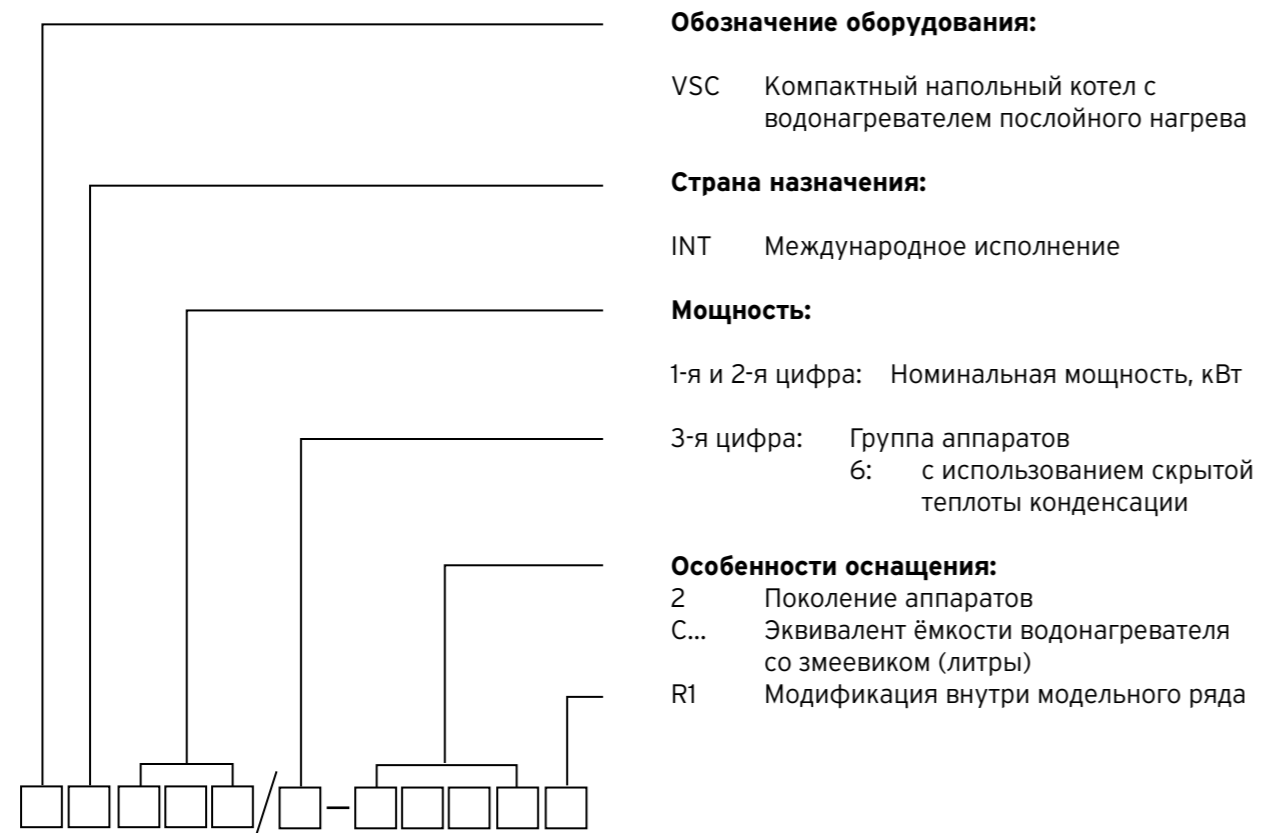 Обозначение оборудования:
VSC Компактный напольный котел с
водонагревателем послойного нагрева
Страна назначения:
INT Международное исполнение
Мощность:
1-я и 2-я цифра: Номинальная мощность, кВт
3-я цифра: Группа аппаратов
6: с использованием скрытой
теплоты конденсации
Особенности оснащения:
2 Поколение аппаратов
C... Эквивалент ёмкости водонагревателя
со змеевиком (литры)
R1 Модификация внутри модельного ряда
/ –